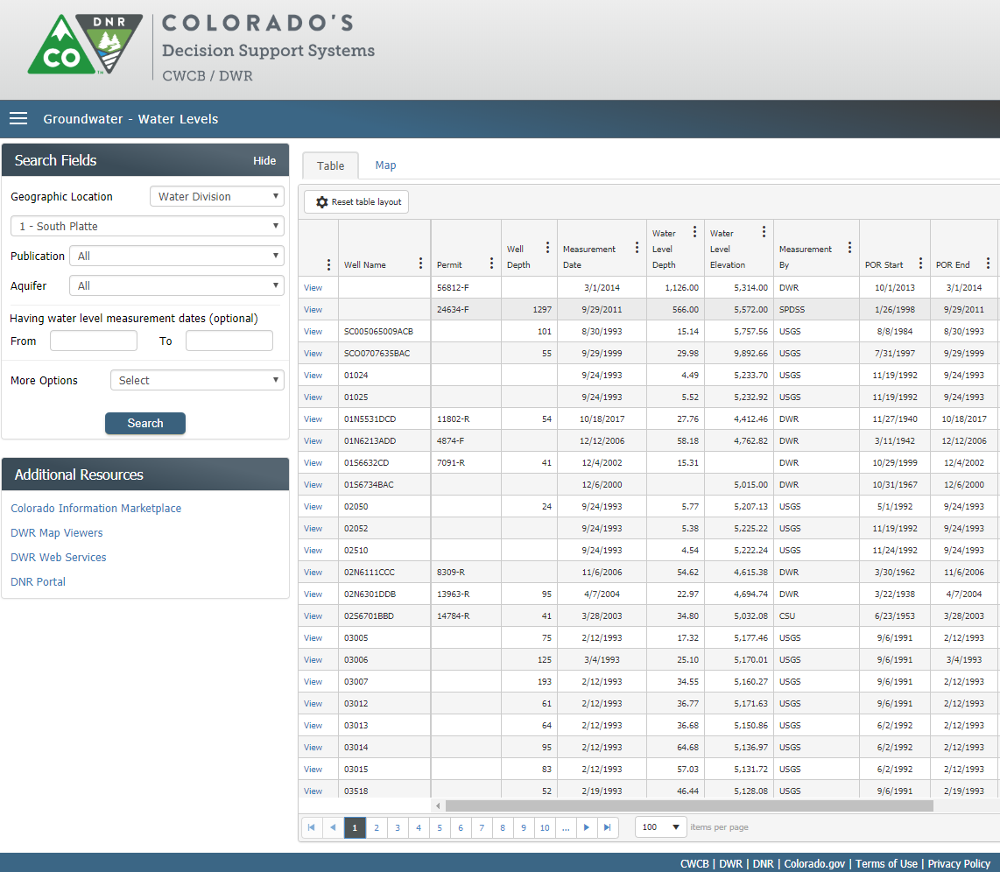 DNR
CO
COLORADO'S
Decision Support Systems
CWCB / DWR
Groundwater - Water Levels
Search Fields Hide
Geographic Location Water Division
1 - South Platte
Publication All
Aquifer All
Having water level measurement dates (optional)
From To
More Options Select
Search
Additional Resources
Colorado Information Marketplace
DWR Map Viewers
DWR Web Services
DNR Portal
Table Map
Reset table layout
Well Name Permit Well Depth Measurement Date Water Level Depth Water Level Elevation Measurement By POR Start POR End
View 56812-F 3/1/2014 1,126.00 5,314.00 DWR 10/1/2013 3/1/2014
View 24634-F 1297 9/29/2011 566.00 5,572.00 SPDSS 1/26/1998 9/29/2011
View SC005065009ACB 101 8/30/1993 15.14 5,757.56 USGS 8/8/1984 8/30/1993
View SCO0707635BAC 55 9/29/1999 29.98 9,892.66 USGS 7/31/1997 9/29/1999
View 01024 9/24/1993 4.49 5,233.70 USGS 11/19/1992 9/24/1993
View 01025 9/24/1993 5.52 5,232.92 USGS 11/19/1992 9/24/1993
View 01N5531DCD 11802-R 54 10/18/2017 27.76 4,412.46 DWR 11/27/1940 10/18/2017
View 01N6213ADD 4874-F 12/12/2006 58.18 4,762.82 DWR 3/11/1942 12/12/2006
View 0156632CD 7091-R 41 12/4/2002 15.31 DWR 10/29/1999 12/4/2002
View 0156734BAC 12/6/2000 5,015.00 DWR 10/31/1967 12/6/2000
View 02050 24 9/24/1993 5.77 5,207.13 USGS 5/1/1992 9/24/1993
View 02052 9/24/1993 5.38 5,225.22 USGS 11/19/1992 9/24/1993
View 02510 9/24/1993 4.54 5,222.24 USGS 11/24/1992 9/24/1993
View 02N6111CCC 8309-R 11/6/2006 54.62 4,615.38 DWR 3/30/1962 11/6/2006
View 02N6301DDB 13963-R 95 4/7/2004 22.97 4,694.74 DWR 3/22/1938 4/7/2004
View 0256701BBD 14784-R 41 3/28/2003 34.80 5,032.08 CSU 6/23/1953 3/28/2003
View 03005 75 2/12/1993 17.32 5,177.46 USGS 9/6/1991 2/12/1993
View 03006 125 3/4/1993 25.10 5,170.01 USGS 9/6/1991 3/4/1993
View 03007 193 2/12/1993 34.55 5,160.27 USGS 9/6/1991 2/12/1993
View 03012 61 2/12/1993 36.77 5,171.63 USGS 9/6/1991 2/12/1993
View 03013 64 2/12/1993 36.68 5,150.86 USGS 6/2/1992 2/12/1993
View 03014 95 2/12/1993 64.68 5,136.97 USGS 6/2/1992 2/12/1993
View 03015 83 2/12/1993 57.03 5,131.72 USGS 6/2/1992 2/12/1993
View 03518 52 2/19/1993 46.44 5,128.08 USGS 9/6/1991 2/19/1993
1 2 3 4 5 6 7 8 9 10 ... 100 items per page
CWCB | DWR | DNR | Colorado.gov | Terms of Use | Privacy Policy